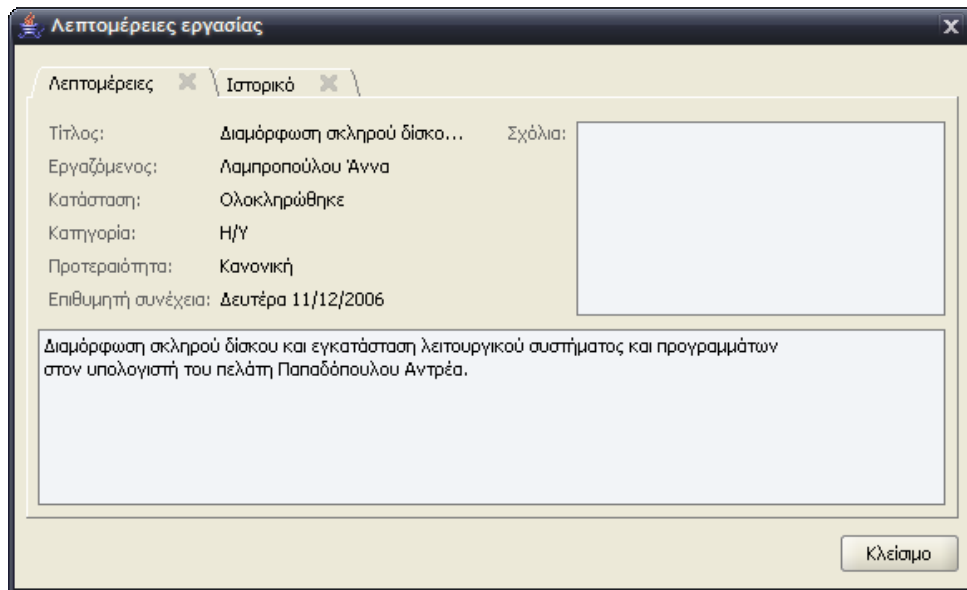 Λεπτομέρειες εργασίας
Λεπτομέρειες
Ιστορικό
Τίτλος: Διαμόρφωση σκληρού δίσκο... Σχόλια:
Εργαζόμενος: Λαμπροπούλου Άννα
Κατάσταση: Ολοκληρώθηκε
Κατηγορία: Η/Υ
Προτεραιότητα: Κανονική
Επιθυμητή συνέχεια: Δευτέρα 11/12/2006
Διαμόρφωση σκληρού δίσκου και εγκατάσταση λειτουργικού συστήματος και προγραμμάτων
στον υπολογιστή του πελάτη Παπαδόπουλου Αντρέα.
Κλείσιμο